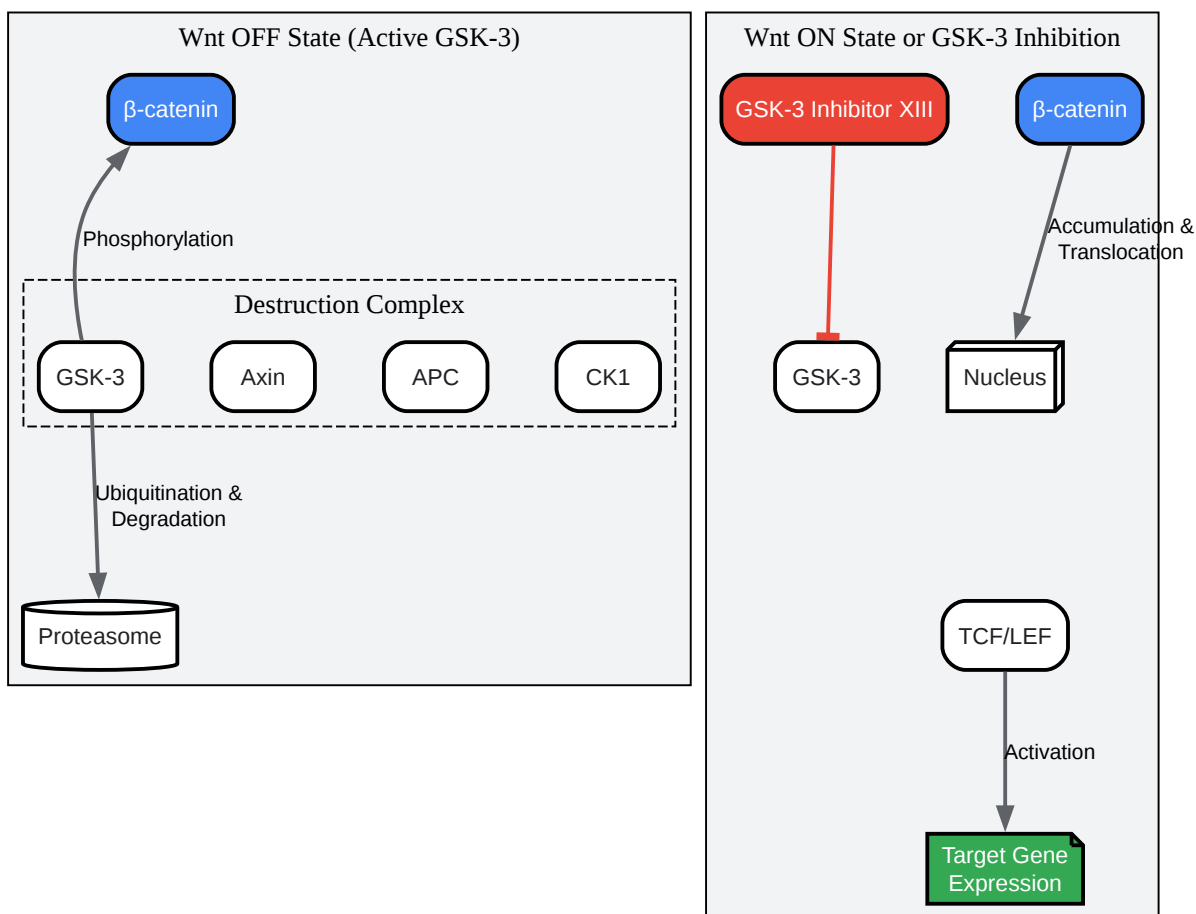 Wnt OFF State (Active GSK-3)
β-catenin
Phosphorylation
Destruction Complex
GSK-3
Axin
APC
CK1
Ubiquitination &
Degradation
Proteasome
Wnt ON State or GSK-3 Inhibition
GSK-3 Inhibitor XIII
β-catenin
Accumulation &
Translocation
GSK-3
Nucleus
TCF/LEF
Activation
Target Gene
Expression